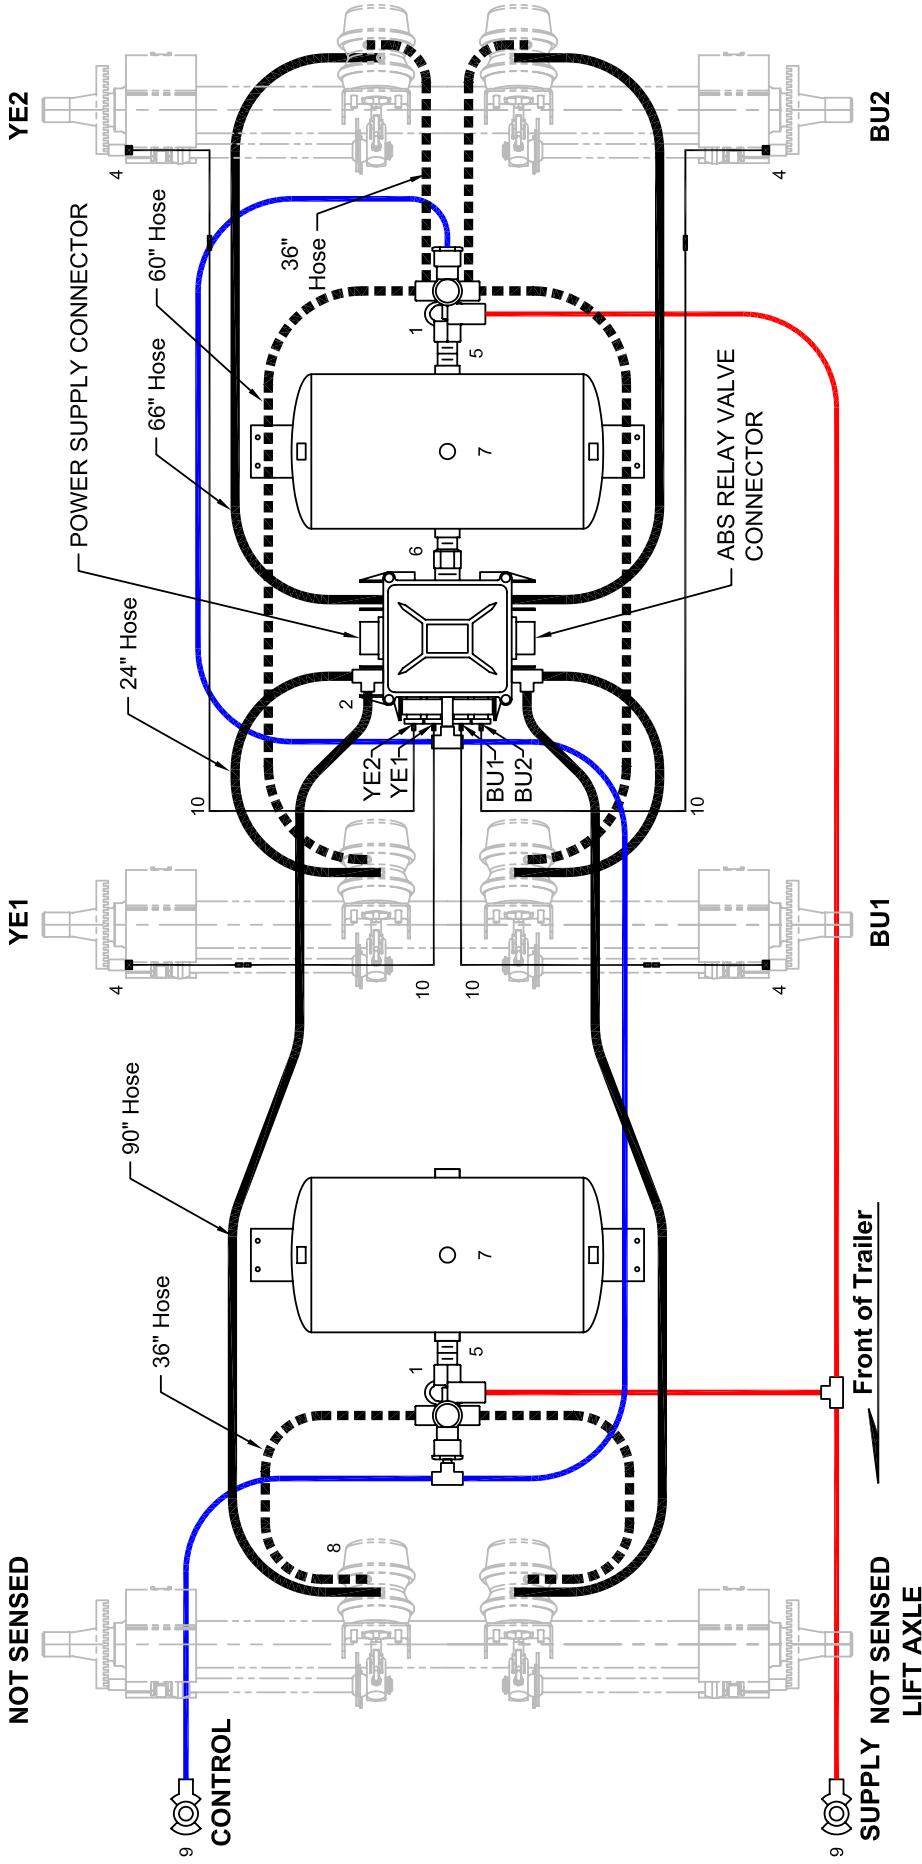 YE2
BU2
4
4
POWER SUPPLY CONNECTOR
60" Hose
66" Hose
24" Hose
36"
Hose
1
5
7
6
2
ABS RELAY VALVE
CONNECTOR
YE2
YE1
BU1
BU2
10
10
YE1
BU1
4
4
10
10
90" Hose
36" Hose
7
5
1
8
Front of Trailer
NOT SENSED
NOT SENSED
LIFT AXLE
9
CONTROL
9
SUPPLY